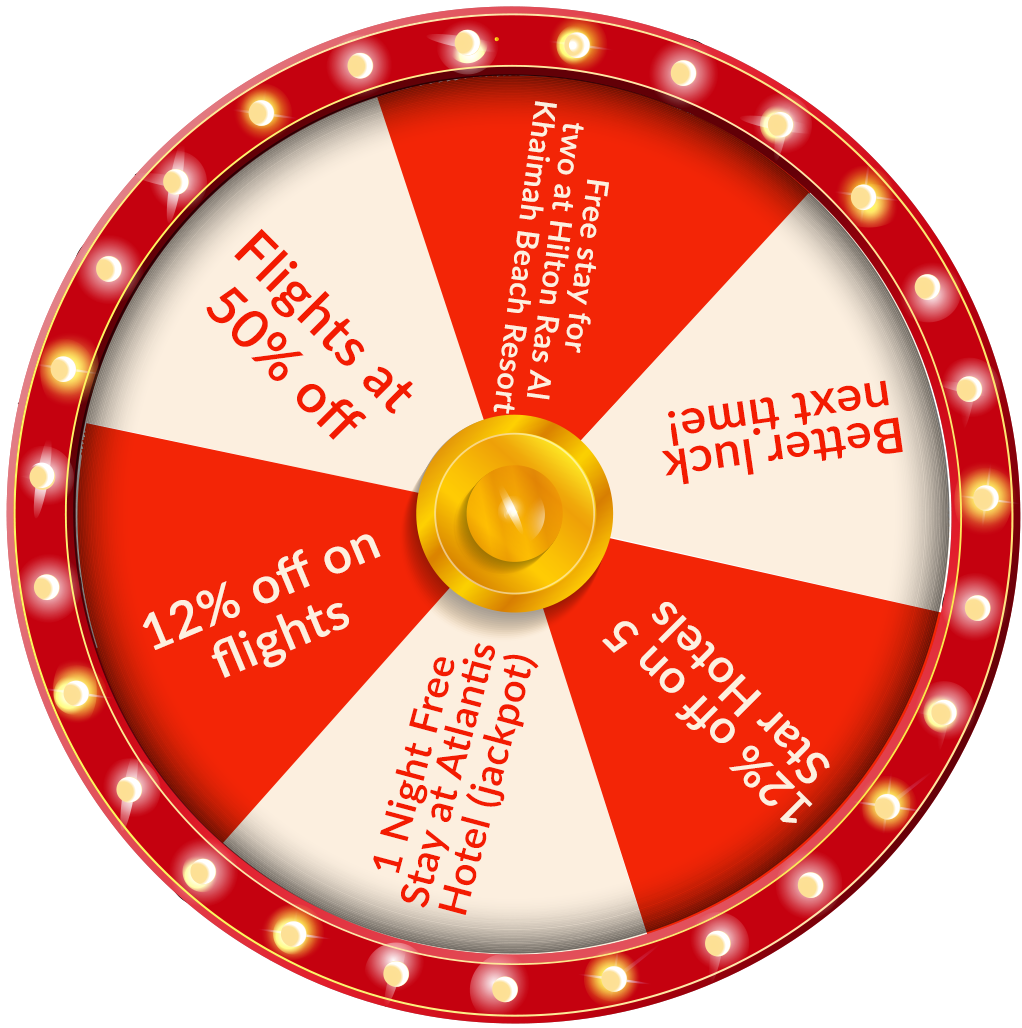 Free stay for
two at Hilton Ras Al
Khaimah Beach Resort
Better luck
next time!
12% off on 5
Star Hotels
1 Night Free
Stay at Atlantis
Hotel (jackpot)
12% off on
flights
Flights at
50% off